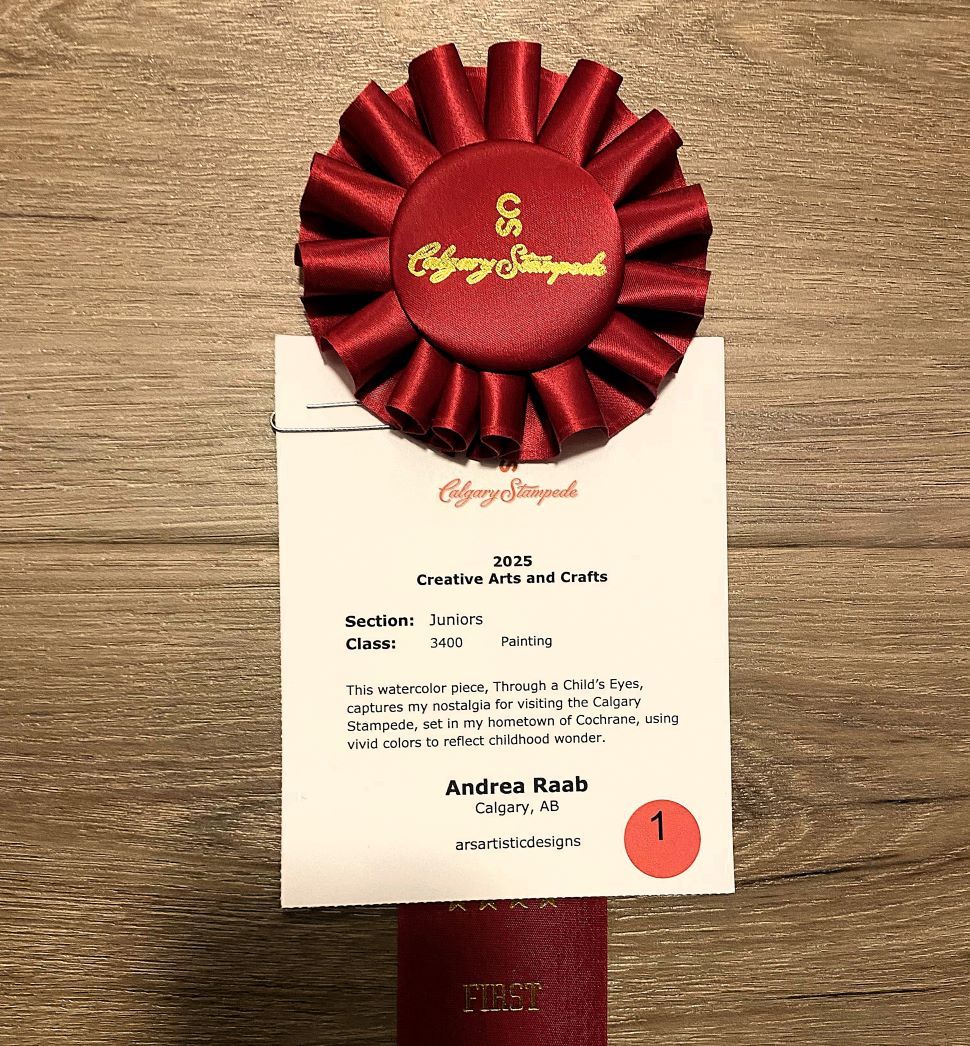 CS
Calgary Stampede
Calgary Stampede
2025
Creative Arts and Crafts
Section: Juniors
Class: 3400 Painting
This watercolor piece, Through a Child’s Eyes,
captures my nostalgia for visiting the Calgary
Stampede, set in my hometown of Cochrane, using
vivid colors to reflect childhood wonder.
Andrea Raab
Calgary, AB
arsartisticdesigns
1
FIRST